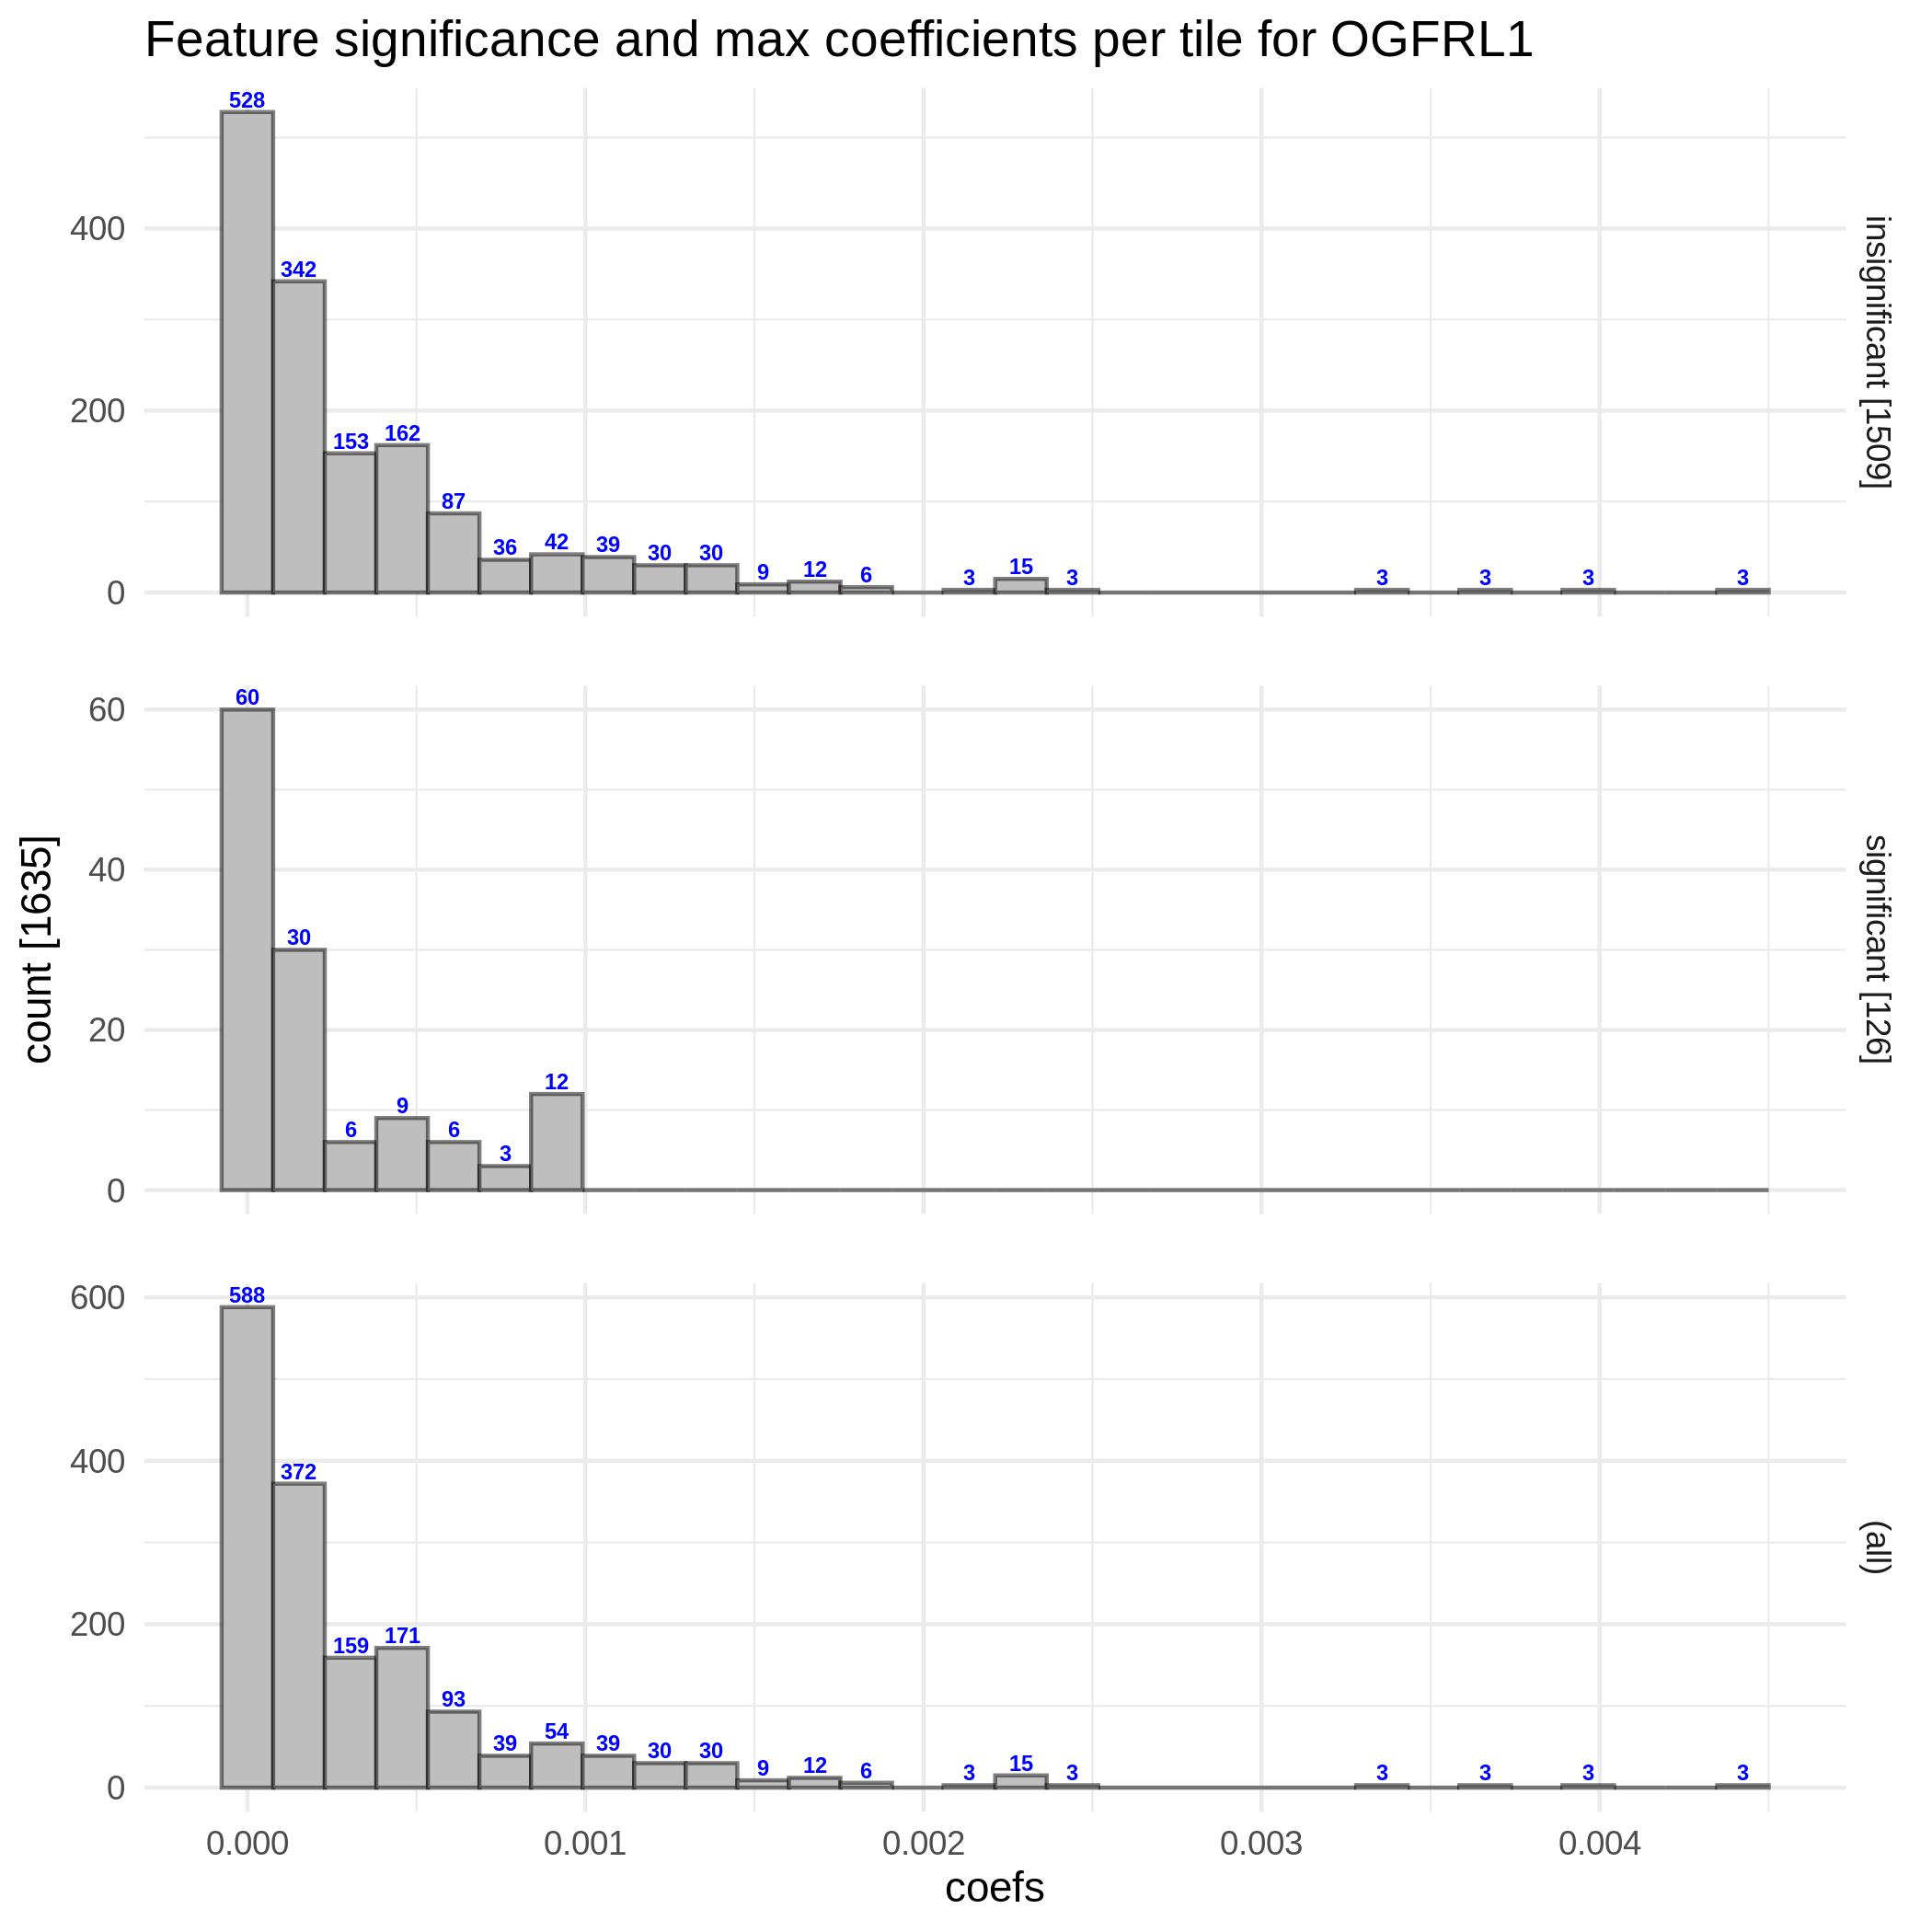 Feature significance and max coefficients per tile for OGFRL1
528
342
153 162
87
36 42 39 30 30 9 12 6 3 15 3 3 3 3 3
400
200
0
insignificant [1509]
60
30
6 9 6 3 12
60
40
20
0
count [1635]
significant [126]
588
372
159 171
93
39 54 39 30 30 9 12 6 3 15 3 3 3 3 3
600
400
200
0
(all)
0.000 0.001 0.002 0.003 0.004
coefs